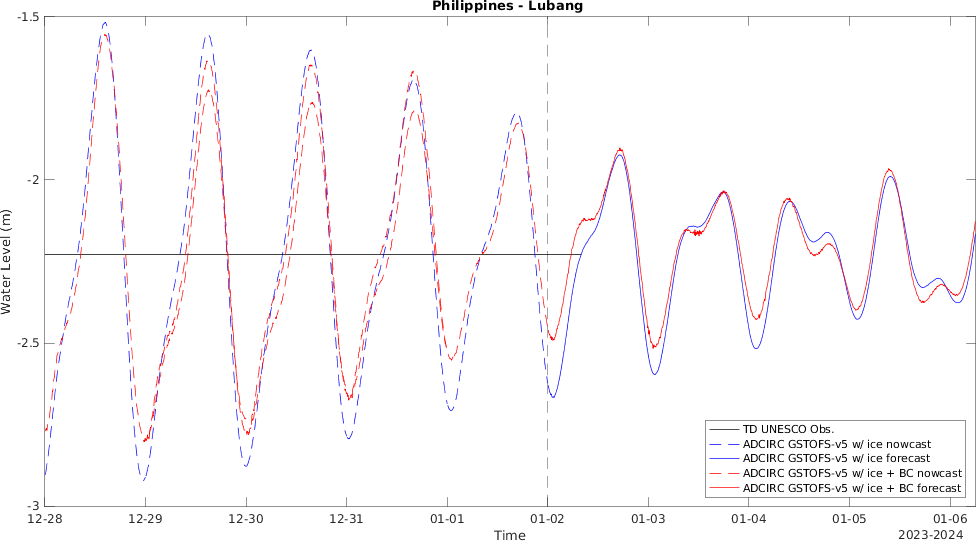 Philippines - Lubang
-1.5
-2
-2.5
-3
Water Level (m)
12-28 12-29 12-30 12-31 01-01 01-02 01-03 01-04 01-05 01-06
Time
2023-2024
TD UNESCO Obs.
ADCIRC GSTOFS-v5 w/ ice nowcast
ADCIRC GSTOFS-v5 w/ ice forecast
ADCIRC GSTOFS-v5 w/ ice + BC nowcast
ADCIRC GSTOFS-v5 w/ ice + BC forecast